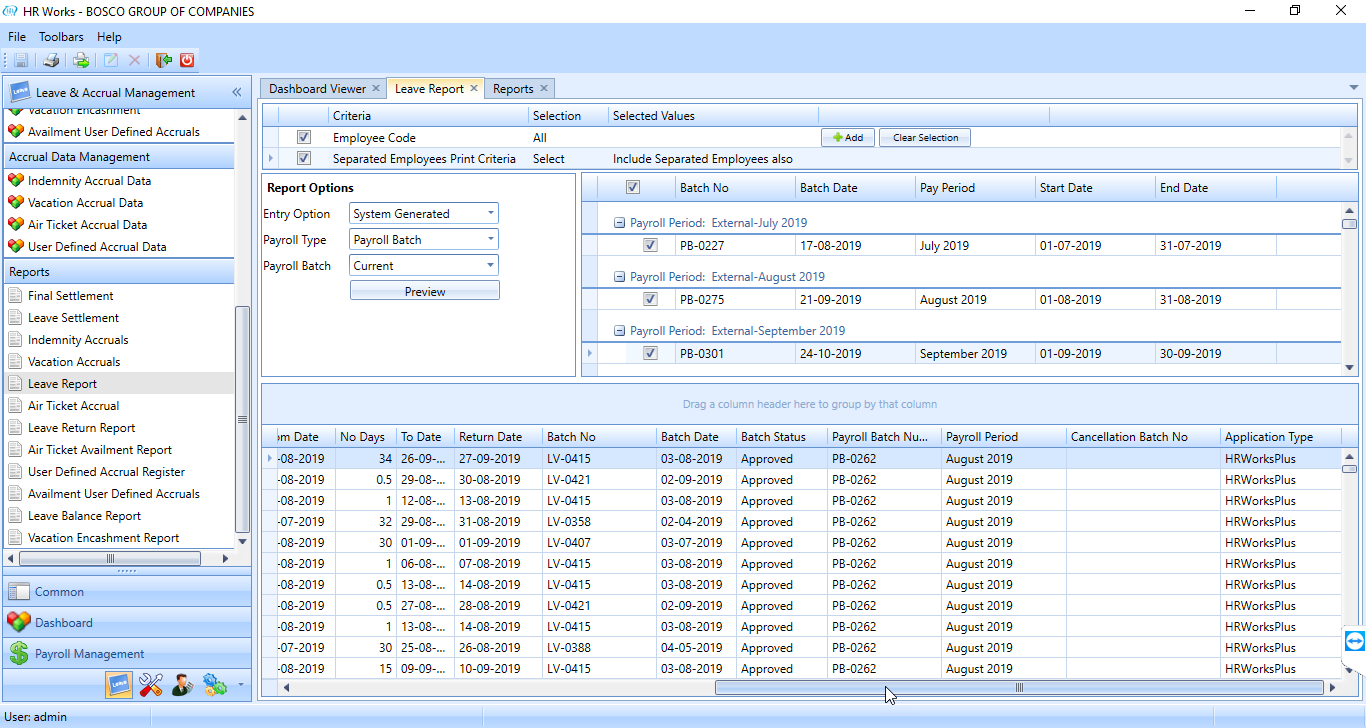 HR Works - BOSCO GROUP OF COMPANIES
File Toolbars Help
Leave & Accrual Management
Vacation Encashment
Availment User Defined Accruals
Accrual Data Management
Indemnity Accrual Data
Vacation Accrual Data
Air Ticket Accrual Data
User Defined Accrual Data
Reports
Final Settlement
Leave Settlement
Indemnity Accruals
Vacation Accruals
Leave Report
Air Ticket Accrual
Leave Return Report
Air Ticket Availment Report
User Defined Accrual Register
Availment User Defined Accruals
Leave Balance Report
Vacation Encashment Report
Common
Dashboard
Payroll Management
Dashboard Viewer Leave Report Reports
Criteria Selection Selected Values
Employee Code All Add Clear Selection
Separated Employees Print Criteria Select Include Separated Employees also
Report Options
Entry Option System Generated
Payroll Type Payroll Batch
Payroll Batch Current
Preview
Batch No Batch Date Pay Period Start Date End Date
Payroll Period: External-July 2019
PB-0227 17-08-2019 July 2019 01-07-2019 31-07-2019
Payroll Period: External-August 2019
PB-0275 21-09-2019 August 2019 01-08-2019 31-08-2019
Payroll Period: External-September 2019
PB-0301 24-10-2019 September 2019 01-09-2019 30-09-2019
Drag a column header here to group by that column
om Date No Days To Date Return Date Batch No Batch Date Batch Status Payroll Batch Nu... Payroll Period Cancellation Batch No Application Type
-08-2019 34 26-09-... 27-09-2019 LV-0415 03-08-2019 Approved PB-0262 August 2019 HRWorksPlus
-08-2019 0.5 29-08-... 30-08-2019 LV-0421 02-09-2019 Approved PB-0262 August 2019 HRWorksPlus
-08-2019 1 12-08-... 13-08-2019 LV-0415 03-08-2019 Approved PB-0262 August 2019 HRWorksPlus
-07-2019 32 29-08-... 31-08-2019 LV-0358 02-04-2019 Approved PB-0262 August 2019 HRWorksPlus
-08-2019 30 01-09-... 01-09-2019 LV-0407 03-07-2019 Approved PB-0262 August 2019 HRWorksPlus
-08-2019 1 06-08-... 07-08-2019 LV-0415 03-08-2019 Approved PB-0262 August 2019 HRWorksPlus
-08-2019 0.5 13-08-... 14-08-2019 LV-0415 03-08-2019 Approved PB-0262 August 2019 HRWorksPlus
-08-2019 0.5 27-08-... 28-08-2019 LV-0421 02-09-2019 Approved PB-0262 August 2019 HRWorksPlus
-08-2019 1 13-08-... 14-08-2019 LV-0415 03-08-2019 Approved PB-0262 August 2019 HRWorksPlus
-07-2019 30 25-08-... 26-08-2019 LV-0388 04-05-2019 Approved PB-0262 August 2019 HRWorksPlus
-08-2019 15 09-09-... 10-09-2019 LV-0415 03-08-2019 Approved PB-0262 August 2019 HRWorksPlus
User: admin